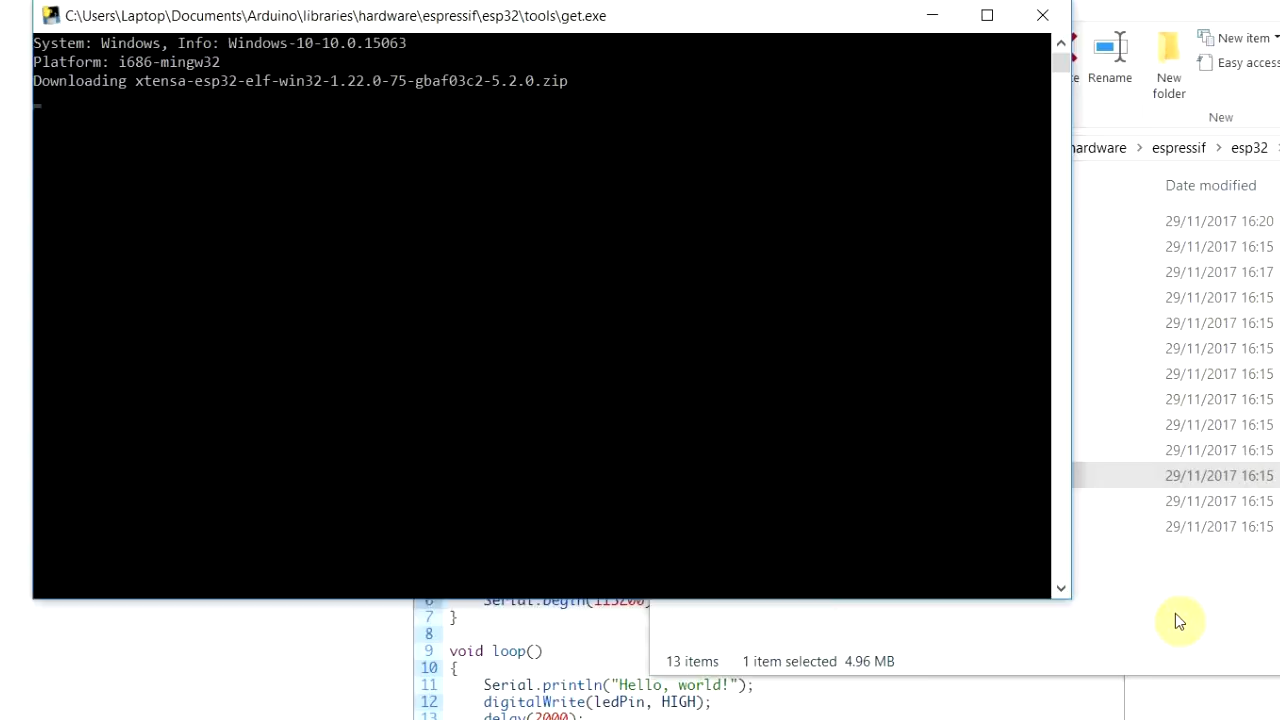 C:\Users\Laptop\Documents\Arduino\libraries\hardware\espressif\esp32\tools\get.exe
System: Windows, Info: Windows-10-10.0.15063
Platform: i686-mingw32
Downloading xtensa-esp32-elf-win32-1.22.0-75-gbaf03c2-5.2.0.zip
New item
Easy access
Rename
New folder
New
hardware > espressif > esp32 >
Date modified
29/11/2017 16:20
29/11/2017 16:15
29/11/2017 16:17
29/11/2017 16:15
29/11/2017 16:15
29/11/2017 16:15
29/11/2017 16:15
29/11/2017 16:15
29/11/2017 16:15
29/11/2017 16:15
29/11/2017 16:15
29/11/2017 16:15
29/11/2017 16:15
13 items 1 item selected 4.96 MB
6 Serial.begin(115200)
7 }
8
9 void loop()
10 {
11 Serial.println("Hello, world!");
12 digitalWrite(ledPin, HIGH);
13 delay(2000);